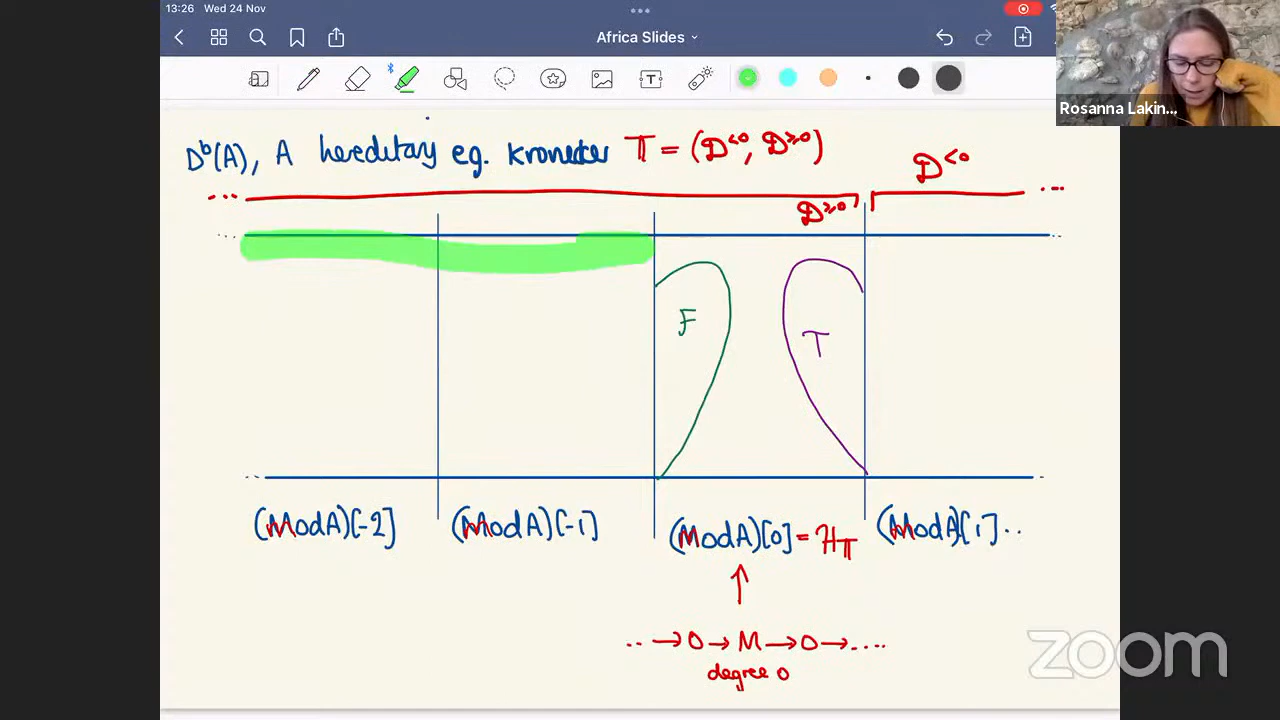 13:26 Wed 24 Nov
Africa Slides
Rosanna Lakin...
D^b(A), A hereditary eg. Kronecker 𝕋 = (D^{<0}, D^{≥0})
D^{<0}
... ...
D^{≥0}
F T
(ModA)[-2] (ModA)[-1] (ModA)[0] = H_𝕋 (ModA)[1] ..
↑
.. → 0 → M → 0 → ....
degree 0
zoom